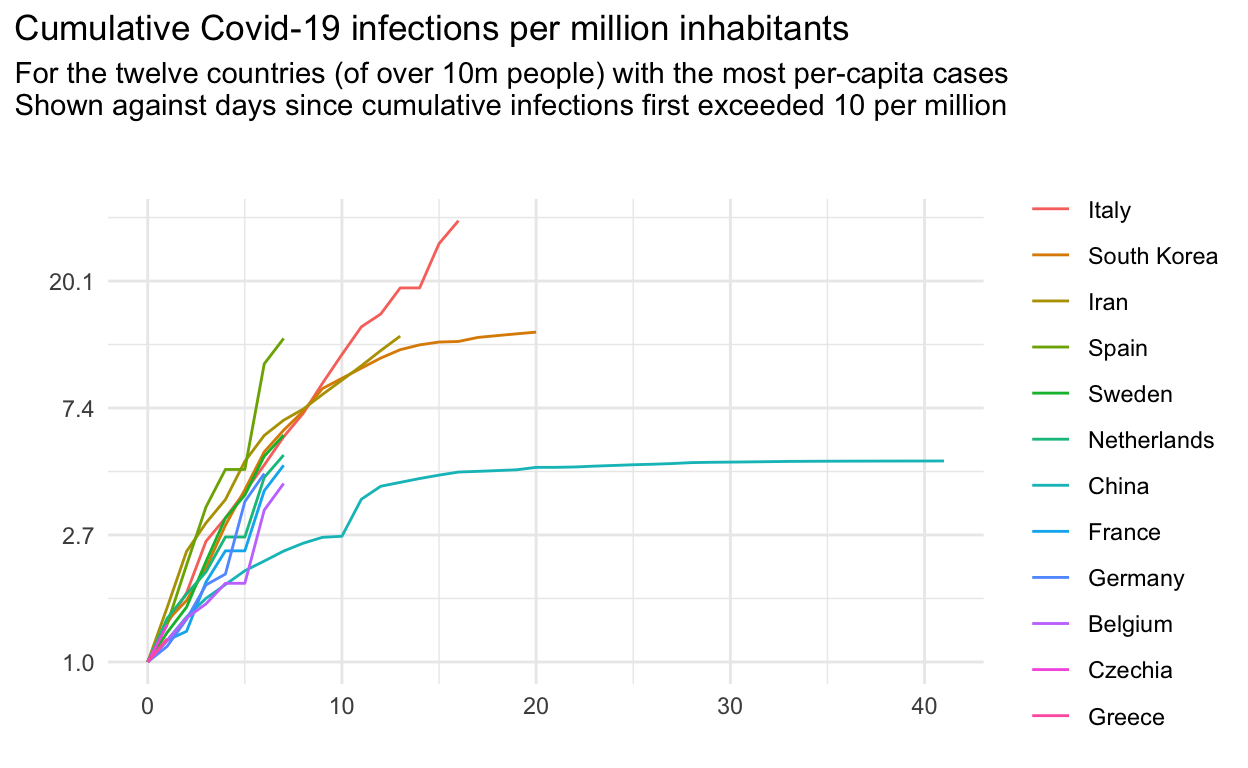 Cumulative Covid-19 infections per million inhabitants
For the twelve countries (of over 10m people) with the most per-capita cases
Shown against days since cumulative infections first exceeded 10 per million
20.1
7.4
2.7
1.0
0
10
20
30
40
Italy
South Korea
Iran
Spain
Sweden
Netherlands
China
France
Germany
Belgium
Czechia
Greece